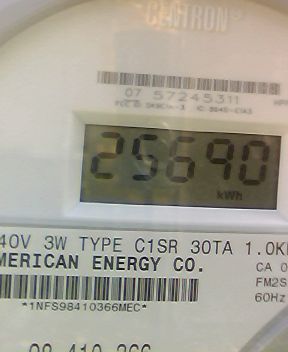 CENTRON®
07 57245311
25690
kWh
40V 3W TYPE C1SR 30TA 1.0K
MERICAN ENERGY CO.
CA 0
FM2S
60Hz
*1NFS98410366MEC*
98 410 366